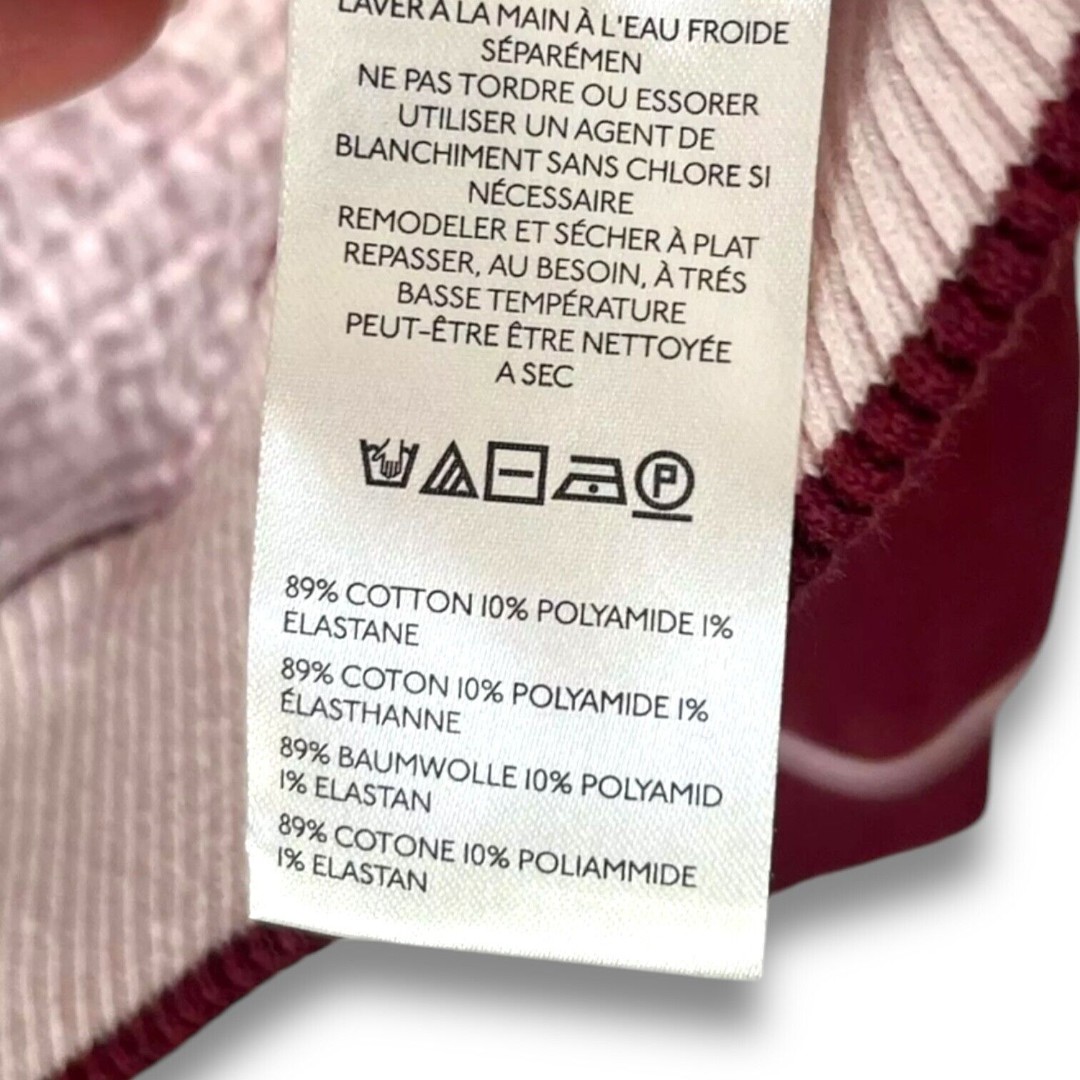 LAVER À LA MAIN À L'EAU FROIDE
SÉPARÉMEN
NE PAS TORDRE OU ESSORER
UTILISER UN AGENT DE
BLANCHIMENT SANS CHLORE SI
NÉCESSAIRE
REMODELER ET SÉCHER À PLAT
REPASSER, AU BESOIN, À TRÉS
BASSE TEMPÉRATURE
PEUT-ÊTRE ÊTRE NETTOYÉE
A SEC
P
89% COTTON 10% POLYAMIDE 1%
ELASTANE
89% COTON 10% POLYAMIDE 1%
ÉLASTHANNE
89% BAUMWOLLE 10% POLYAMID
1% ELASTAN
89% COTONE 10% POLIAMMIDE
1% ELASTAN